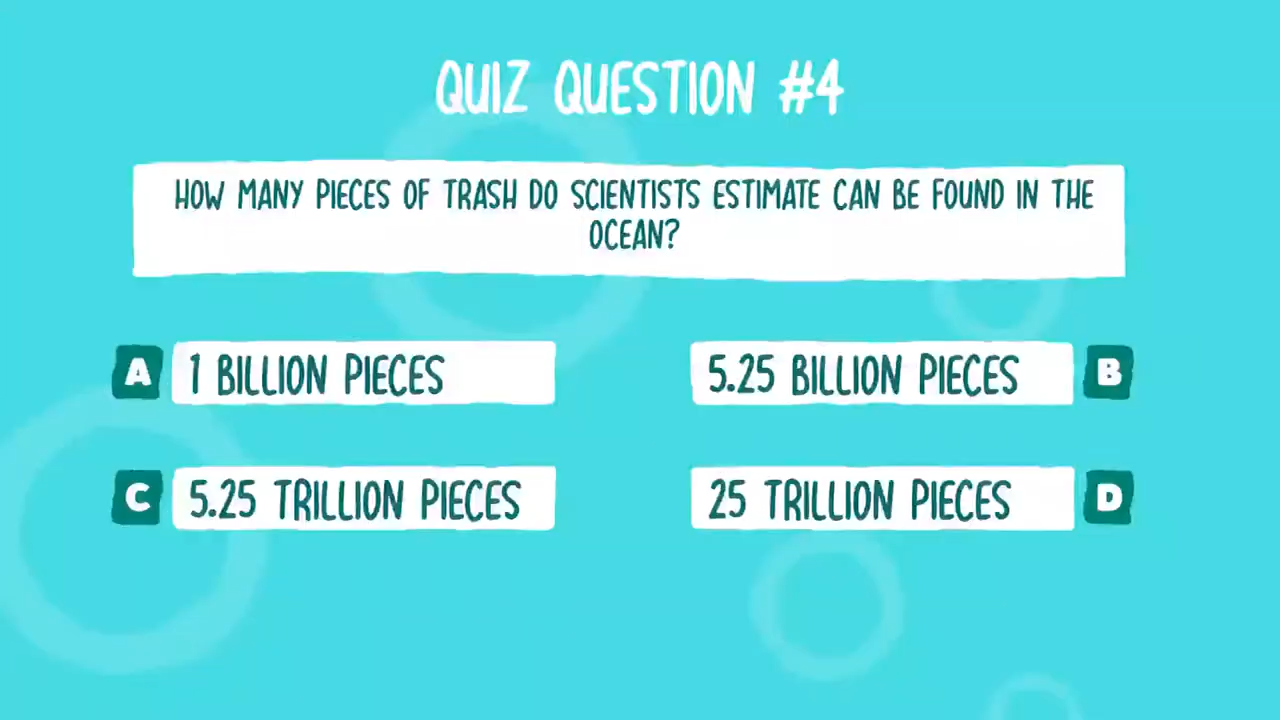 QUIZ QUESTION #4
HOW MANY PIECES OF TRASH DO SCIENTISTS ESTIMATE CAN BE FOUND IN THE
OCEAN?
A 1 BILLION PIECES
5.25 BILLION PIECES B
C 5.25 TRILLION PIECES
25 TRILLION PIECES D